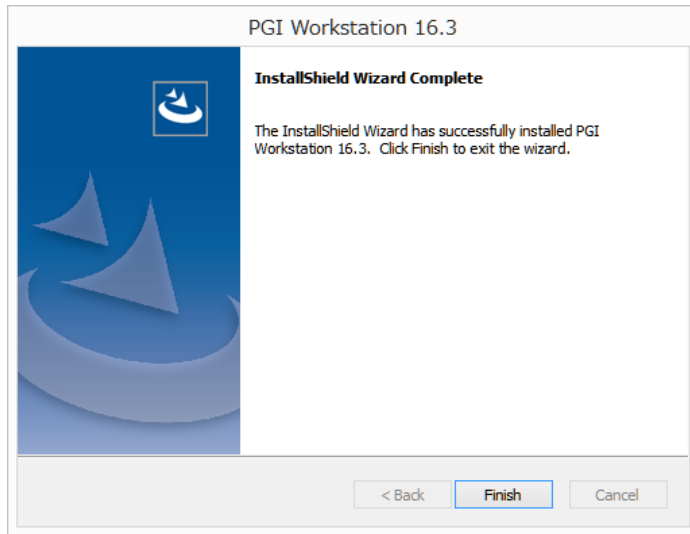 PGI Workstation 16.3
InstallShield Wizard Complete
The InstallShield Wizard has successfully installed PGI
Workstation 16.3.  Click Finish to exit the wizard.
< Back
Finish
Cancel